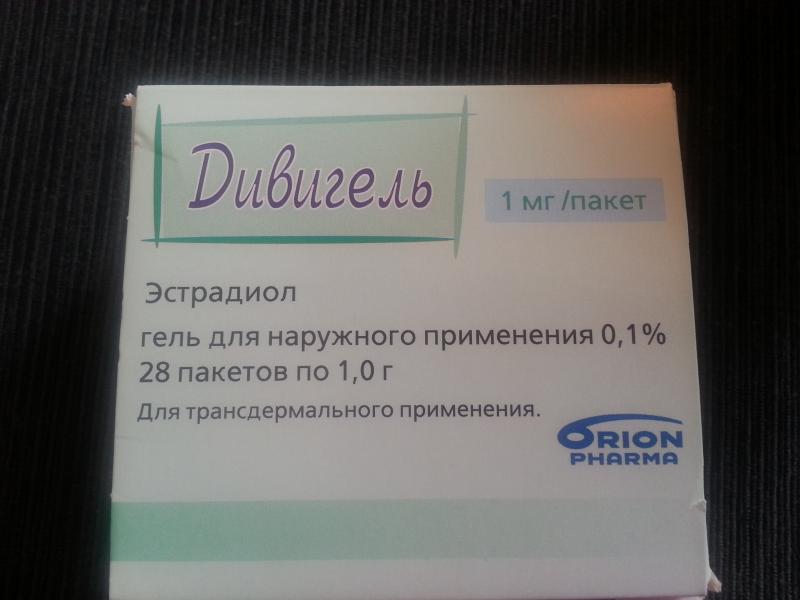 Дивигель
1 мг /пакет
Эстрадиол
гель для наружного применения 0,1%
28 пакетов по 1,0 г
Для трансдермального применения.
ORION
PHARMA